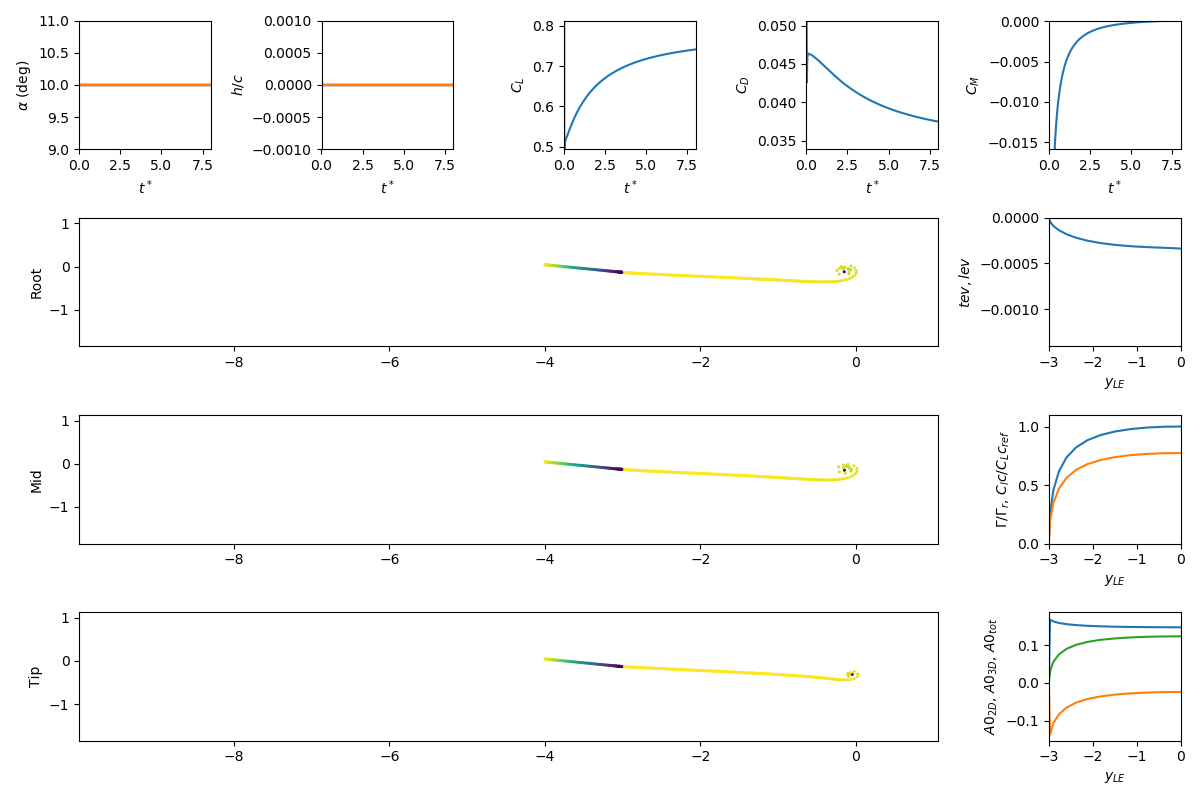 11.0
10.5
10.0
9.5
9.0
α (deg)
0.0 2.5 5.0 7.5
t*
0.0010
0.0005
0.0000
−0.0005
−0.0010
h/c
0.0 2.5 5.0 7.5
t*
0.8
0.7
0.6
0.5
C_L
0.0 2.5 5.0 7.5
t*
0.050
0.045
0.040
0.035
C_D
0.0 2.5 5.0 7.5
t*
0.000
−0.005
−0.010
−0.015
C_M
0.0 2.5 5.0 7.5
t*
1
0
−1
Root
−8 −6 −4 −2 0
0.0000
−0.0005
−0.0010
tev, lev
−3 −2 −1 0
y_LE
1
0
−1
Mid
−8 −6 −4 −2 0
1.0
0.5
0.0
Γ/Γ_r, C_l c/C_L c_ref
−3 −2 −1 0
y_LE
1
0
−1
Tip
−8 −6 −4 −2 0
0.1
0.0
−0.1
A0_2D, A0_3D, A0_tot
−3 −2 −1 0
y_LE